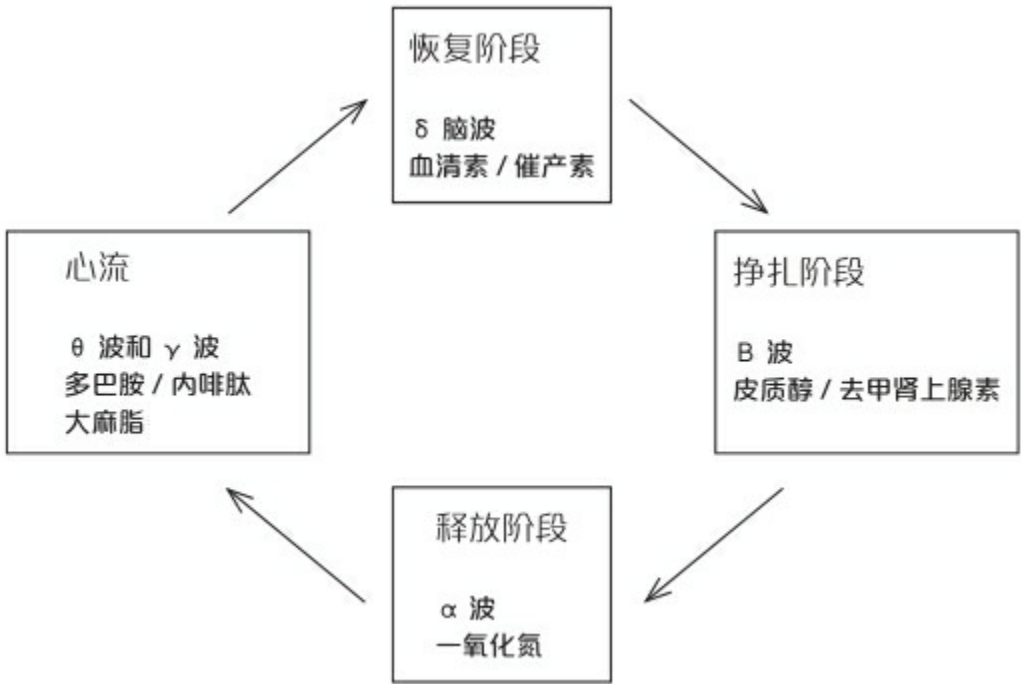 恢复阶段
δ 脑波
血清素 / 催产素
心流
θ 波和 γ 波
多巴胺 / 内啡肽
大麻脂
挣扎阶段
B 波
皮质醇 / 去甲肾上腺素
释放阶段
α 波
一氧化氮